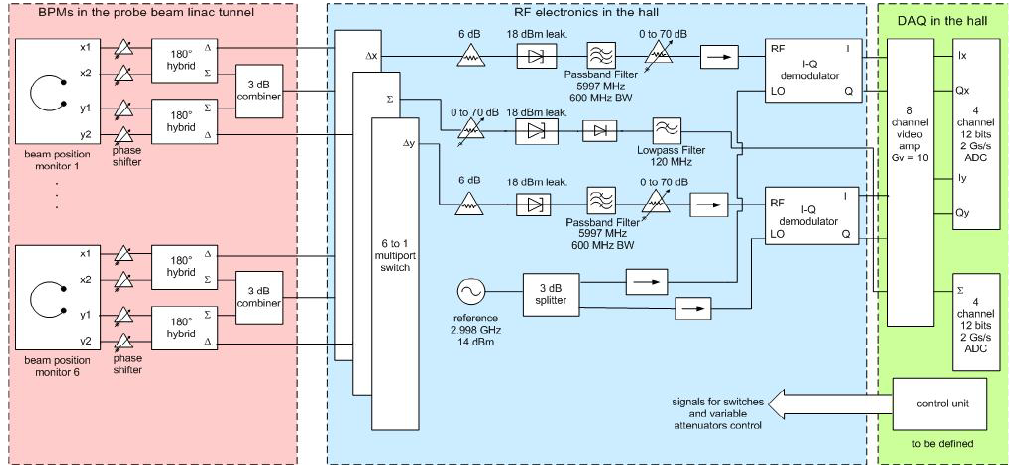 BPMs in the probe beam linac tunnel
x1
x2
y1
y2
180°
hybrid
Δ
Σ
180°
hybrid
Σ
Δ
3 dB
combiner
beam position
monitor 1
phase
shifter
x1
x2
y1
y2
180°
hybrid
Δ
Σ
180°
hybrid
Σ
Δ
3 dB
combiner
beam position
monitor 6
phase
shifter
RF electronics in the hall
Δx
Σ
Δy
6 to 1
multiport
switch
6 dB
18 dBm leak.
Passband Filter
5997 MHz
600 MHz BW
0 to 70 dB
RF
I
I-Q
demodulator
LO
Q
0 to 70 dB
18 dBm leak.
Lowpass Filter
120 MHz
6 dB
18 dBm leak.
Passband Filter
5997 MHz
600 MHz BW
0 to 70 dB
RF
I
I-Q
demodulator
LO
Q
reference
2.998 GHz
14 dBm
3 dB
splitter
signals for switches
and variable
attenuators control
DAQ in the hall
8
channel
video
amp
Gv = 10
Ix
Qx
Iy
Qy
4
channel
12 bits
2 Gs/s
ADC
Σ
4
channel
12 bits
2 Gs/s
ADC
control unit
to be defined